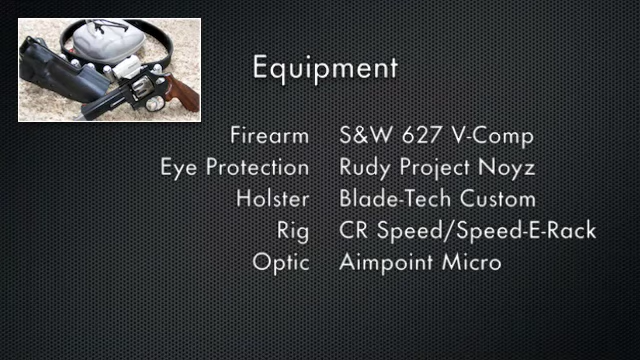 Equipment
Firearm S&W 627 V-Comp
Eye Protection Rudy Project Noyz
Holster Blade-Tech Custom
Rig CR Speed/Speed-E-Rack
Optic Aimpoint Micro